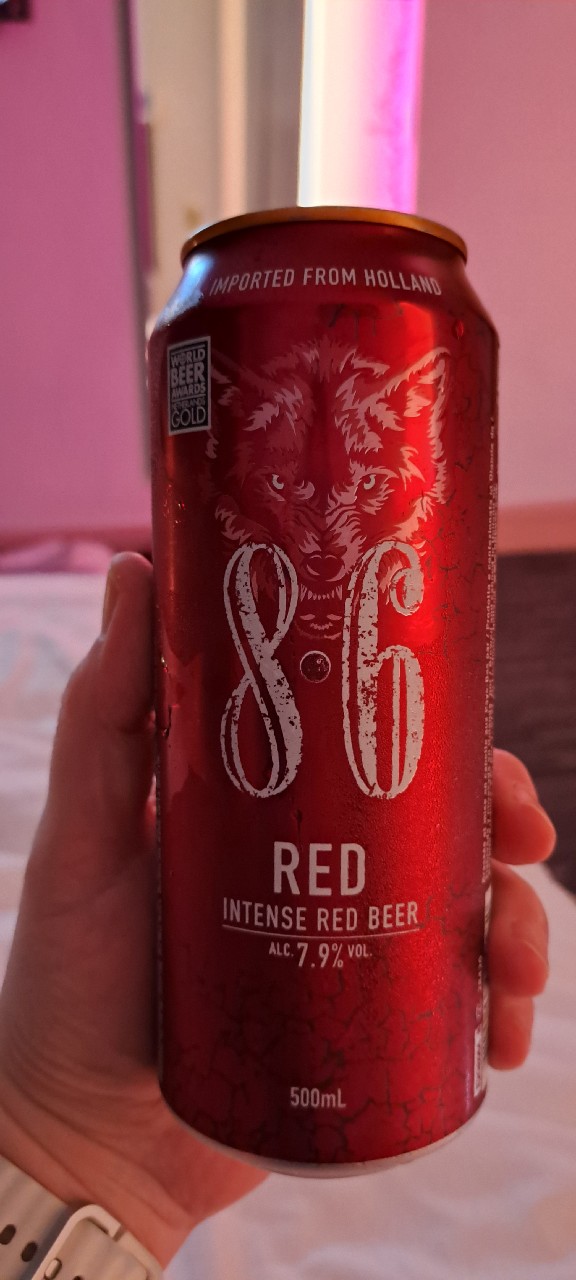 IMPORTED FROM HOLLAND
WORLD
BEER
AWARDS
GOLD
8.6
RED
INTENSE RED BEER
ALC. 7.9% VOL.
500mL